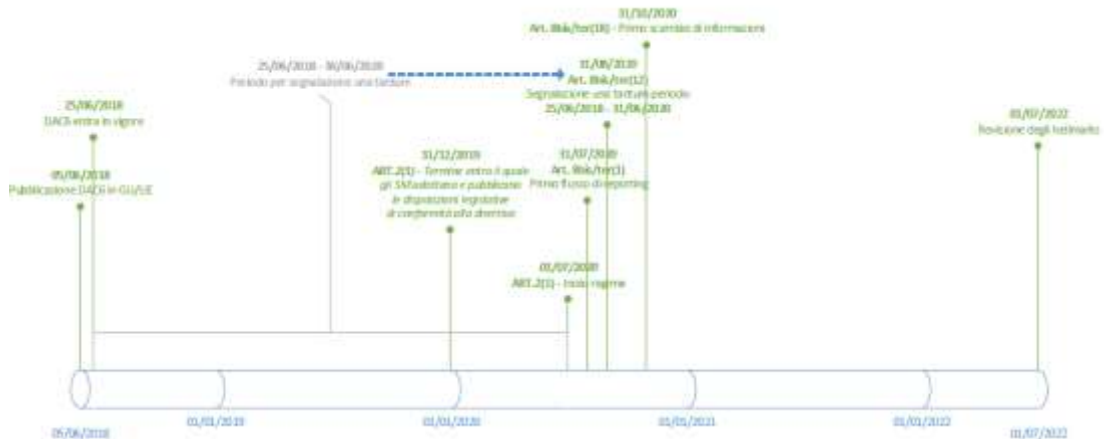 31/10/2020
Art. 8bis/ter(18) - Primo scambio di informazioni
25/06/2018 - 30/06/2020
Periodo per segnalazione una tantum
31/08/2020
Art. 8bis/ter(12)
Segnalazione una tantum periodo
25/06/2018 - 31/06/2020
25/06/2018
DAC6 entra in vigore
01/07/2022
Revisione degli hallmarks
31/12/2019
ART.2(1) - Termine entro il quale
gli SM adottano e pubblicano
le disposizioni legislative
di conformità alla direttiva
31/07/2020
Art. 8bis/ter(1)
Primo flusso di reporting
05/06/2018
Pubblicazione DAC6 in GU/UE
01/07/2020
ART.2(1) - Inizio regime
01/01/2019
01/01/2020
01/01/2021
01/01/2022
05/06/2018
01/07/2022